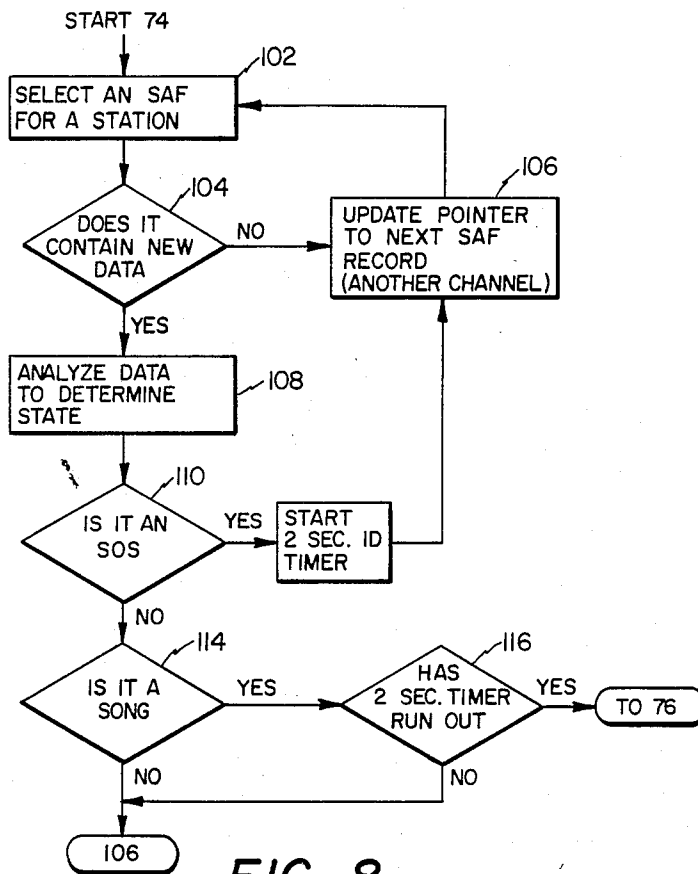 START 74
102
SELECT AN SAF
FOR A STATION
104
DOES IT
CONTAIN NEW
DATA
NO
106
UPDATE POINTER
TO NEXT SAF
RECORD
(ANOTHER CHANNEL)
YES
ANALYZE DATA
TO DETERMINE
STATE
108
110
IS IT AN
SOS
YES
START
2 SEC. ID
TIMER
NO
114
IS IT A
SONG
YES
116
HAS
2 SEC. TIMER
RUN OUT
YES
TO 76
NO
NO
106
FIG. 8